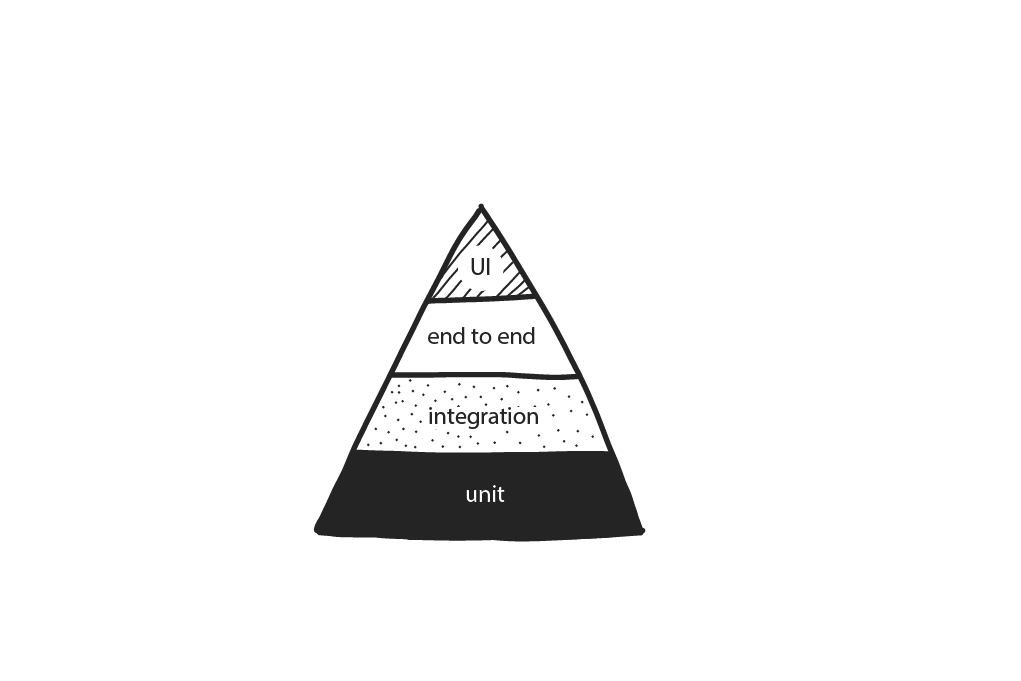 UI
end to end
integration
unit